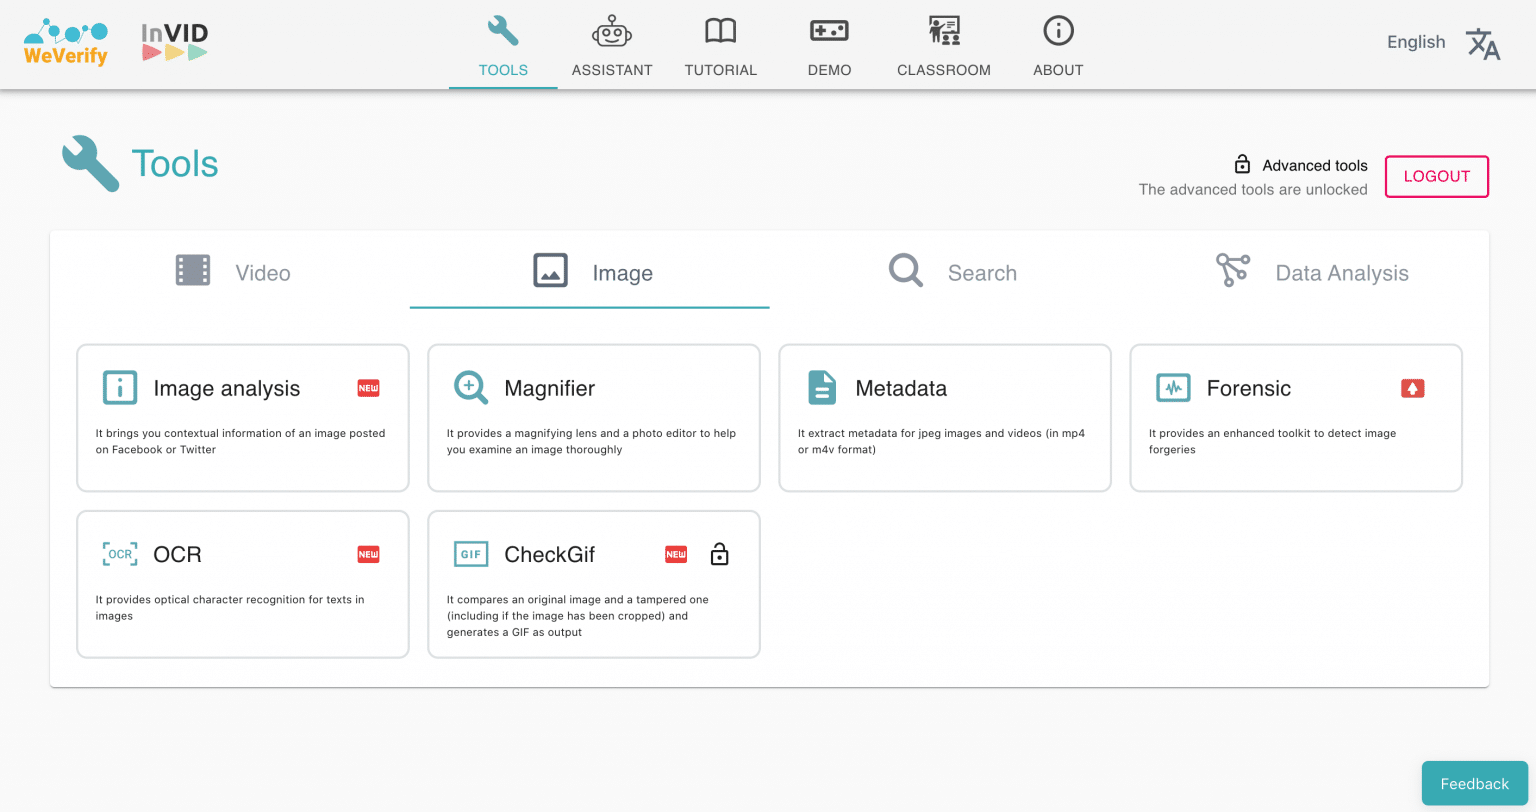 WeVerify
InVID
TOOLS
ASSISTANT
TUTORIAL
DEMO
CLASSROOM
ABOUT
English
Tools
Advanced tools
The advanced tools are unlocked
LOGOUT
Video
Image
Search
Data Analysis
Image analysis
NEW
It brings you contextual information of an image posted
on Facebook or Twitter
Magnifier
It provides a magnifying lens and a photo editor to help
you examine an image thoroughly
Metadata
It extract metadata for jpeg images and videos (in mp4
or m4v format)
Forensic
It provides an enhanced toolkit to detect image
forgeries
OCR
OCR
NEW
It provides optical character recognition for texts in
images
GIF
CheckGif
NEW
It compares an original image and a tampered one
(including if the image has been cropped) and
generates a GIF as output
Feedback